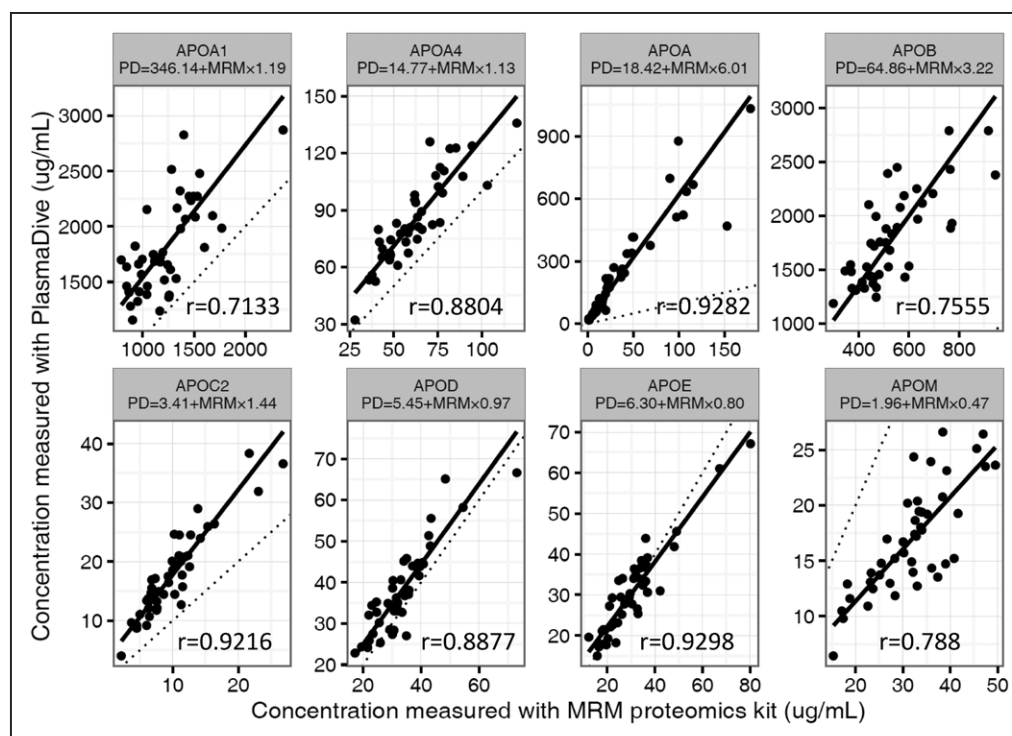 APOA1
PD=346.14+MRM×1.19
APOA4
PD=14.77+MRM×1.13
APOA
PD=18.42+MRM×6.01
APOB
PD=64.86+MRM×3.22
3000
2500
2000
1500
1000
1500
2000
r=0.7133
150
120
90
60
30
25
50
75
100
r=0.8804
900
600
300
0
0
50
100
150
r=0.9282
3000
2500
2000
1500
1000
400
600
800
r=0.7555
APOC2
PD=3.41+MRM×1.44
APOD
PD=5.45+MRM×0.97
APOE
PD=6.30+MRM×0.80
APOM
PD=1.96+MRM×0.47
40
30
20
10
10
20
r=0.9216
70
60
50
40
30
20
20
40
60
r=0.8877
70
60
50
40
30
20
20
40
60
80
r=0.9298
25
20
15
10
20
30
40
50
r=0.788
Concentration measured with PlasmaDive (ug/mL)
Concentration measured with MRM proteomics kit (ug/mL)